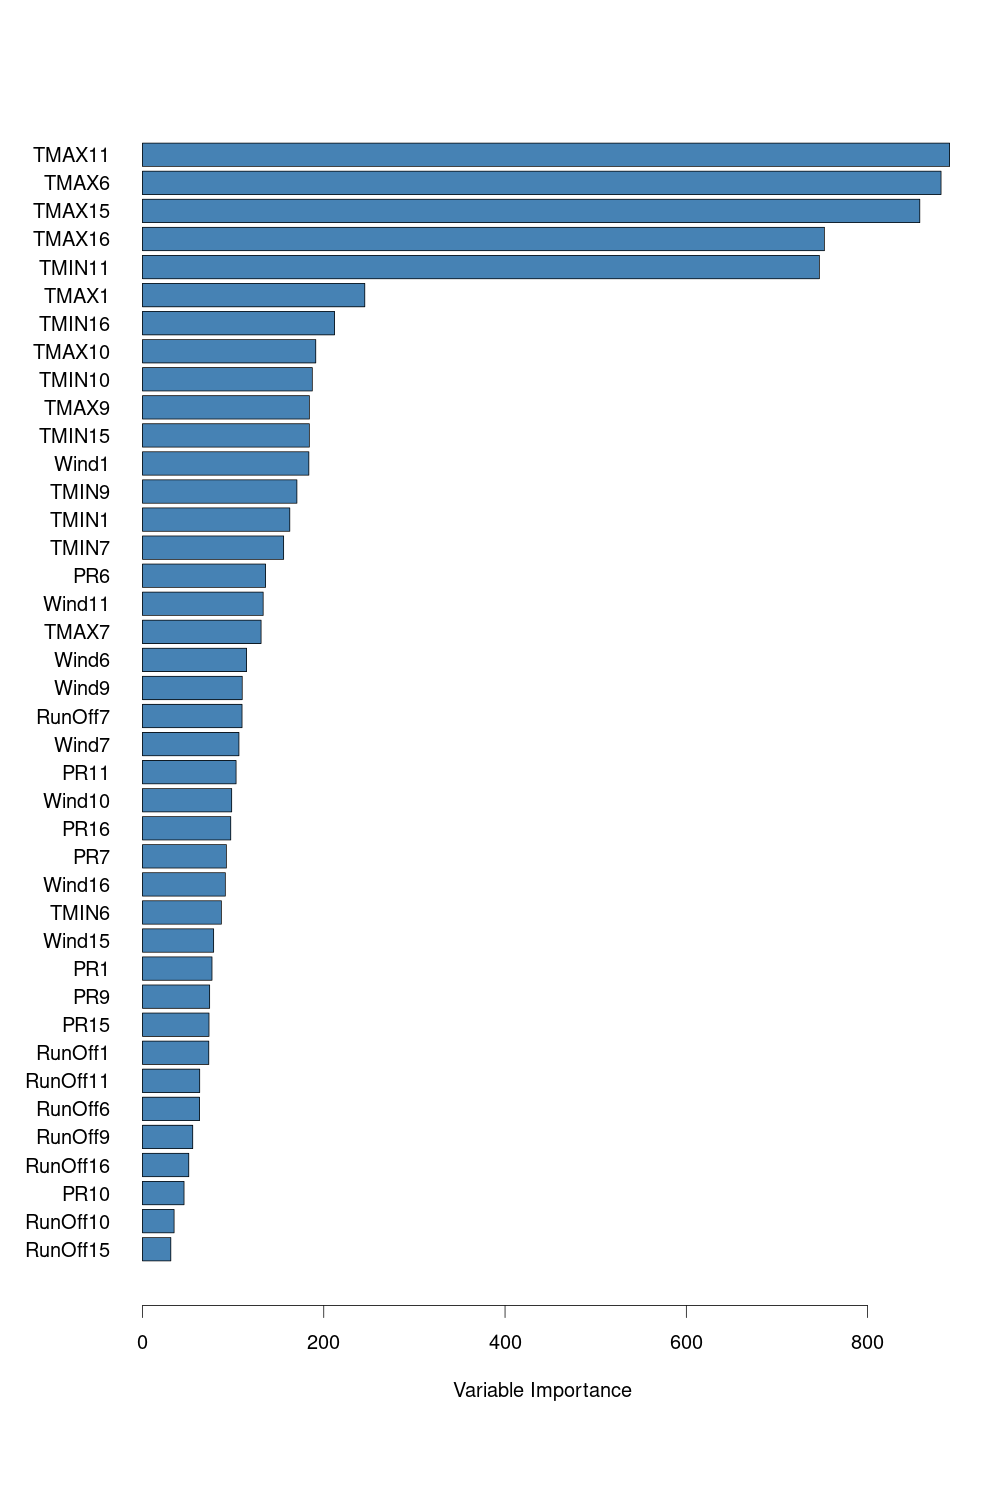 TMAX11
TMAX6
TMAX15
TMAX16
TMIN11
TMAX1
TMIN16
TMAX10
TMIN10
TMAX9
TMIN15
Wind1
TMIN9
TMIN1
TMIN7
PR6
Wind11
TMAX7
Wind6
Wind9
RunOff7
Wind7
PR11
Wind10
PR16
PR7
Wind16
TMIN6
Wind15
PR1
PR9
PR15
RunOff1
RunOff11
RunOff6
RunOff9
RunOff16
PR10
RunOff10
RunOff15
0 200 400 600 800
Variable Importance